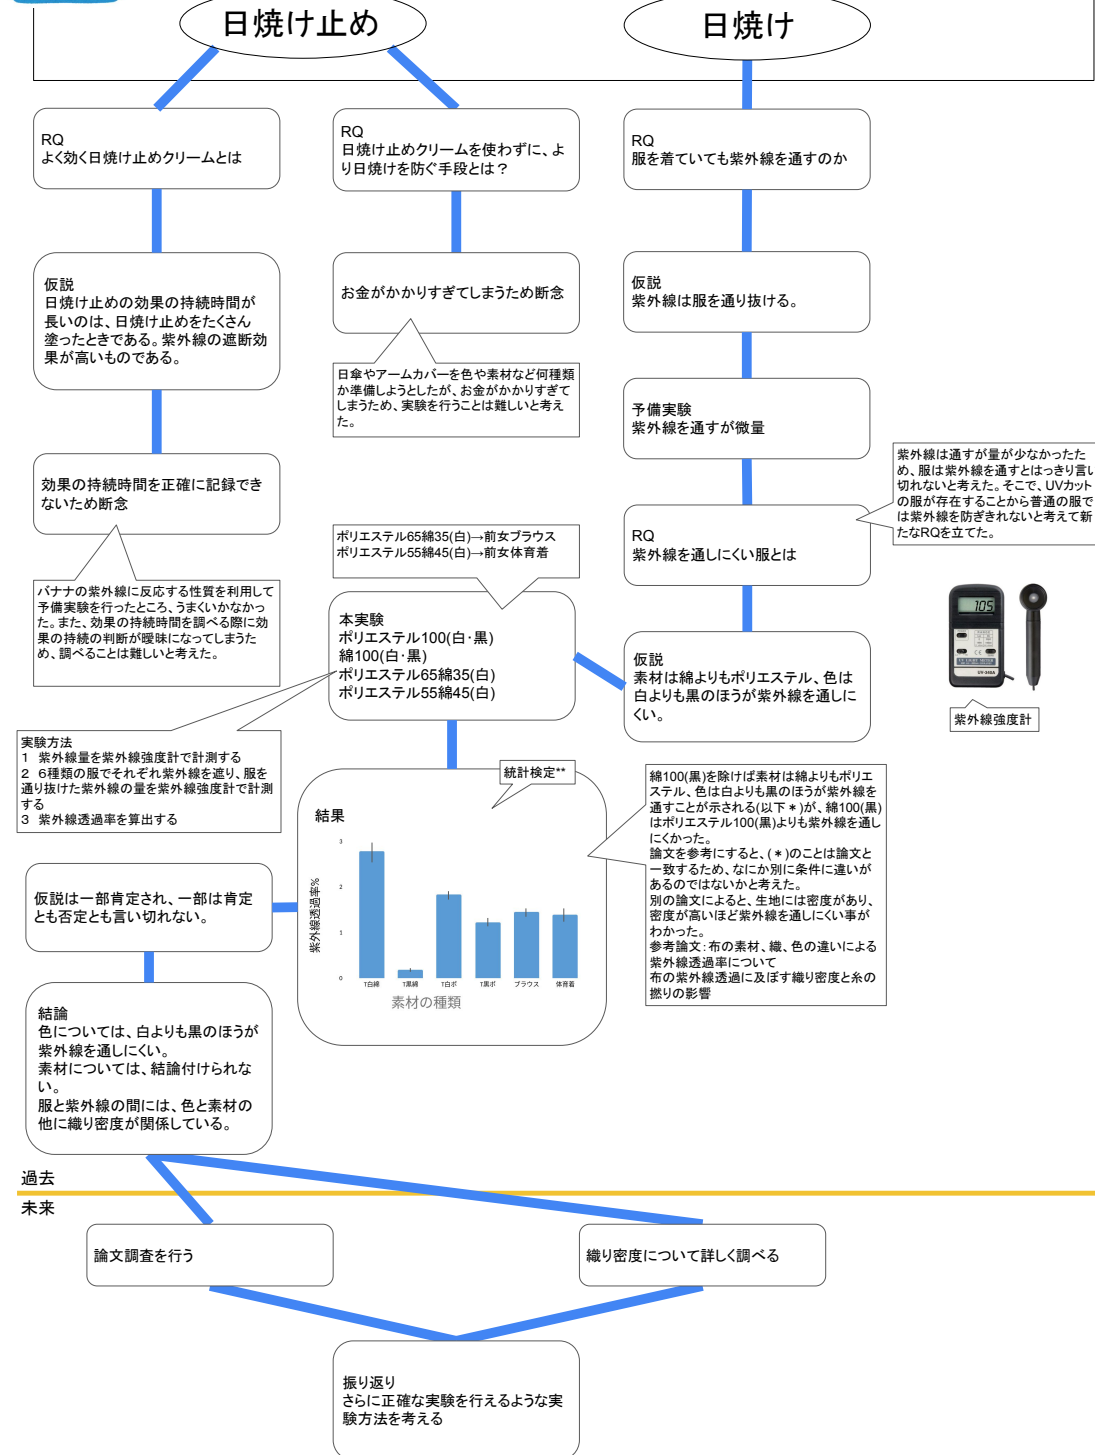 日焼け止め
日焼け
RQ
よく効く日焼け止めクリームとは
RQ
日焼け止めクリームを使わずに、よ
り日焼けを防ぐ手段とは？
RQ
服を着ていても紫外線を通すのか
仮説
日焼け止めの効果の持続時間が
長いのは、日焼け止めをたくさん
塗ったときである。紫外線の遮断効
果が高いものである。
お金がかかりすぎてしまうため断念
仮説
紫外線は服を通り抜ける。
日傘やアームカバーを色や素材など何種類
か準備しようとしたが、お金がかかりすぎて
しまうため、実験を行うことは難しいと考え
た。
予備実験
紫外線を通すが微量
効果の持続時間を正確に記録でき
ないため断念
紫外線は通すが量が少なかったた
め、服は紫外線を通すとはっきり言い
切れないと考えた。そこで、UVカット
の服が存在することから普通の服で
は紫外線を防ぎきれないと考えて新
たなRQを立てた。
RQ
紫外線を通しにくい服とは
ポリエステル65綿35(白)→前女ブラウス
ポリエステル55綿45(白)→前女体育着
バナナの紫外線に反応する性質を利用して
予備実験を行ったところ、うまくいかなかっ
た。また、効果の持続時間を調べる際に効
果の持続の判断が曖昧になってしまうた
め、調べることは難しいと考えた。
本実験
ポリエステル100(白・黒)
綿100(白・黒)
ポリエステル65綿35(白)
ポリエステル55綿45(白)
仮説
素材は綿よりもポリエステル、色は
白よりも黒のほうが紫外線を通しに
くい。
105
UV-340A
紫外線強度計
実験方法
1　紫外線量を紫外線強度計で計測する
2　6種類の服でそれぞれ紫外線を遮り、服を
通り抜けた紫外線の量を紫外線強度計で計測
する
3　紫外線透過率を算出する
統計検定**
結果
紫外線透過率%
3
2
1
0
T白綿
T黒綿
T白ポ
T黒ポ
ブラウス
体育着
素材の種類
綿100(黒)を除けば素材は綿よりもポリエ
ステル、色は白よりも黒のほうが紫外線を
通すことが示される(以下＊)が、綿100(黒)
はポリエステル100(黒)よりも紫外線を通し
にくかった。
論文を参考にすると、(＊)のことは論文と
一致するため、なにか別に条件に違いが
あるのではないかと考えた。
別の論文によると、生地には密度があり、
密度が高いほど紫外線を通しにくい事が
わかった。
参考論文：布の素材、織、色の違いによる
紫外線透過率について
布の紫外線透過に及ぼす織り密度と糸の
撚りの影響
仮説は一部肯定され、一部は肯定
とも否定とも言い切れない。
結論
色については、白よりも黒のほうが
紫外線を通しにくい。
素材については、結論付けられな
い。
服と紫外線の間には、色と素材の
他に織り密度が関係している。
過去
未来
論文調査を行う
織り密度について詳しく調べる
振り返り
さらに正確な実験を行えるような実
験方法を考える